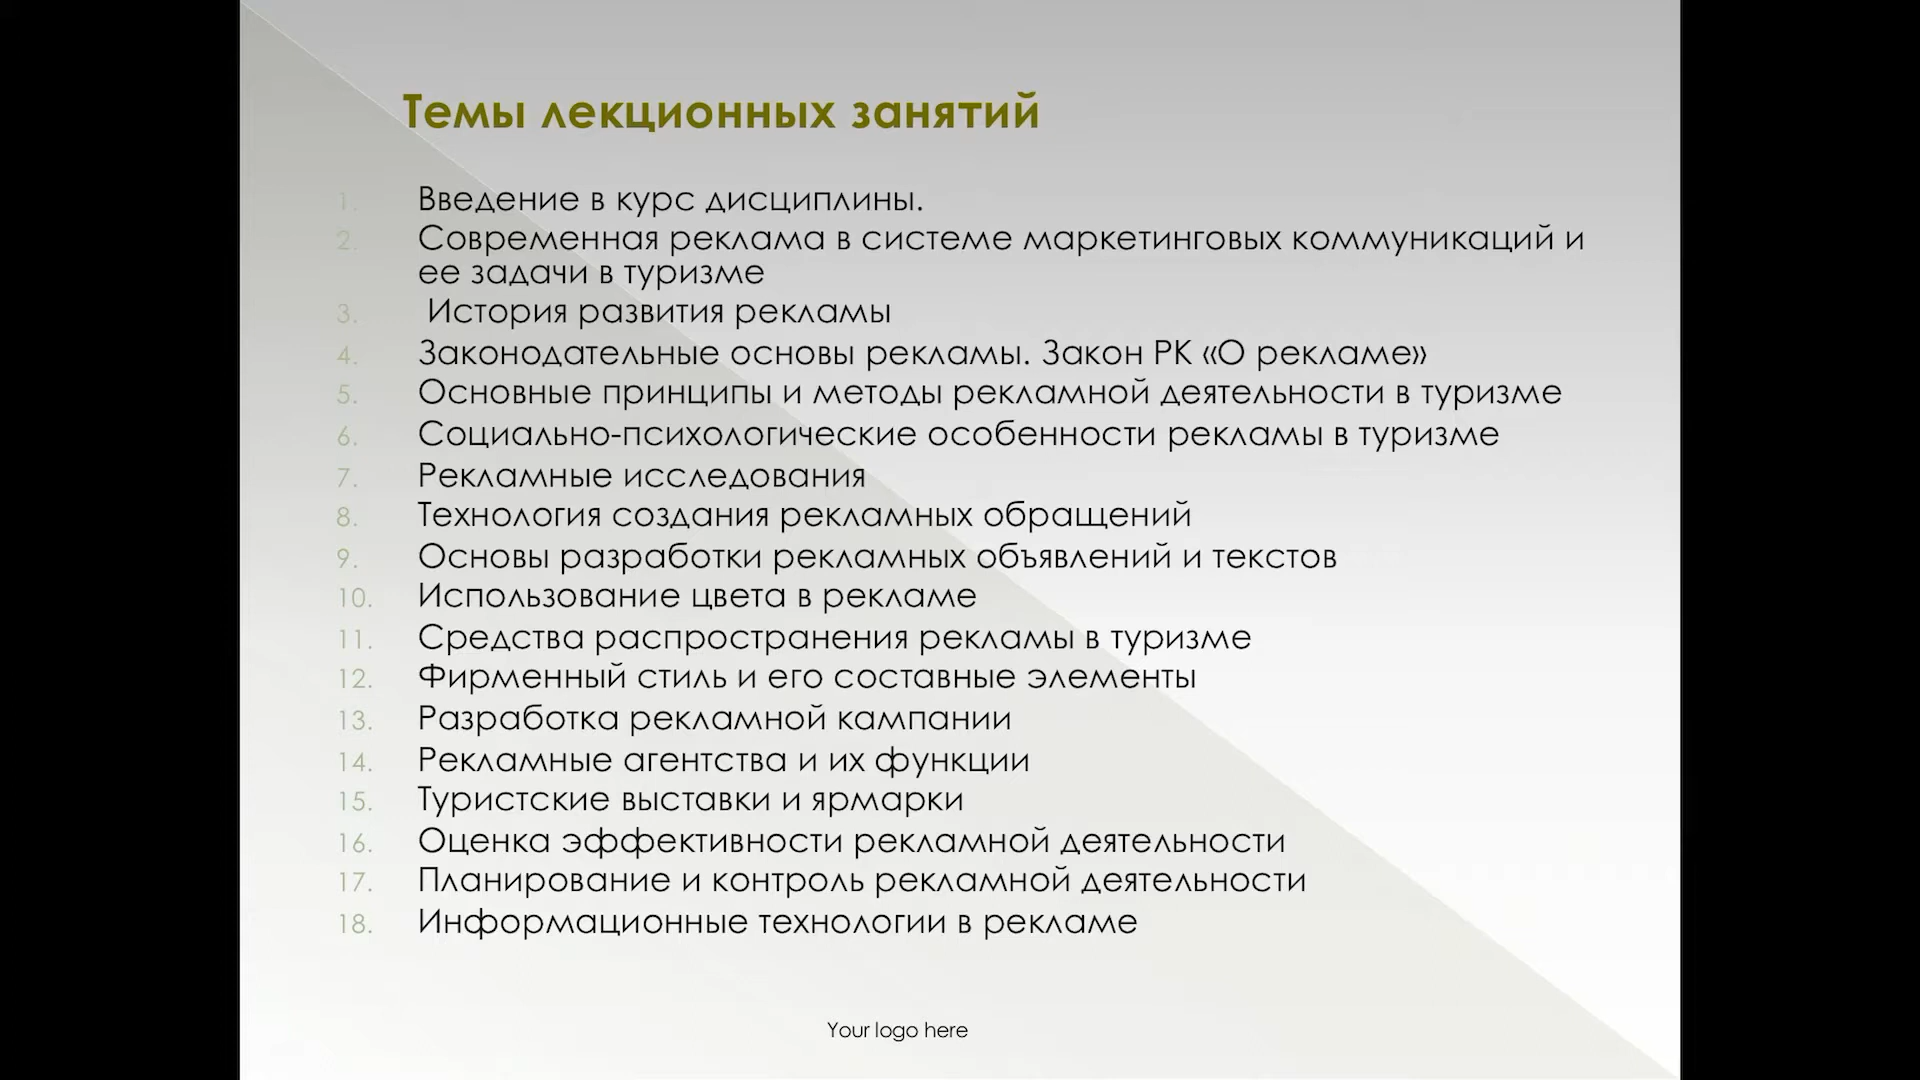 Темы лекционных занятий
1. Введение в курс дисциплины.
2. Современная реклама в системе маркетинговых коммуникаций и
ее задачи в туризме
3. История развития рекламы
4. Законодательные основы рекламы. Закон РК «О рекламе»
5. Основные принципы и методы рекламной деятельности в туризме
6. Социально-психологические особенности рекламы в туризме
7. Рекламные исследования
8. Технология создания рекламных обращений
9. Основы разработки рекламных объявлений и текстов
10. Использование цвета в рекламе
11. Средства распространения рекламы в туризме
12. Фирменный стиль и его составные элементы
13. Разработка рекламной кампании
14. Рекламные агентства и их функции
15. Туристские выставки и ярмарки
16. Оценка эффективности рекламной деятельности
17. Планирование и контроль рекламной деятельности
18. Информационные технологии в рекламе
Your logo here